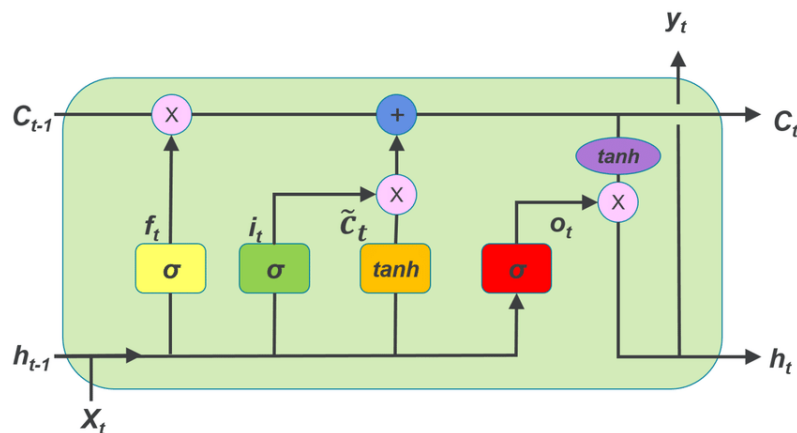 yₜ
Cₜ₋₁
X
+
Cₜ
tanh
X
X
fₜ
iₜ
c̃ₜ
oₜ
σ
σ
tanh
σ
hₜ₋₁
hₜ
Xₜ